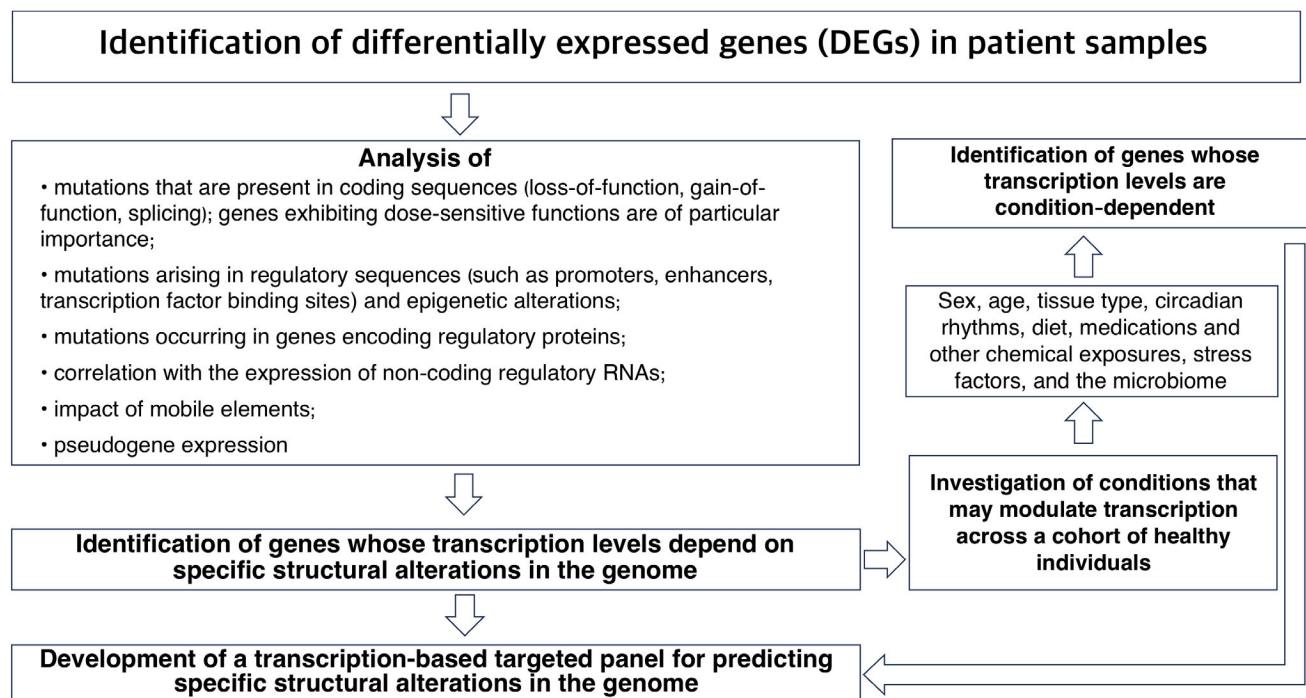 Identification of differentially expressed genes (DEGs) in patient samples
Analysis of
• mutations that are present in coding sequences (loss-of-function, gain-of-
function, splicing); genes exhibiting dose-sensitive functions are of particular
importance;
• mutations arising in regulatory sequences (such as promoters, enhancers,
transcription factor binding sites) and epigenetic alterations;
• mutations occurring in genes encoding regulatory proteins;
• correlation with the expression of non-coding regulatory RNAs;
• impact of mobile elements;
• pseudogene expression
Identification of genes whose transcription levels depend on
specific structural alterations in the genome
Investigation of conditions that
may modulate transcription
across a cohort of healthy
individuals
Sex, age, tissue type, circadian
rhythms, diet, medications and
other chemical exposures, stress
factors, and the microbiome
Identification of genes whose
transcription levels are
condition-dependent
Development of a transcription-based targeted panel for predicting
specific structural alterations in the genome